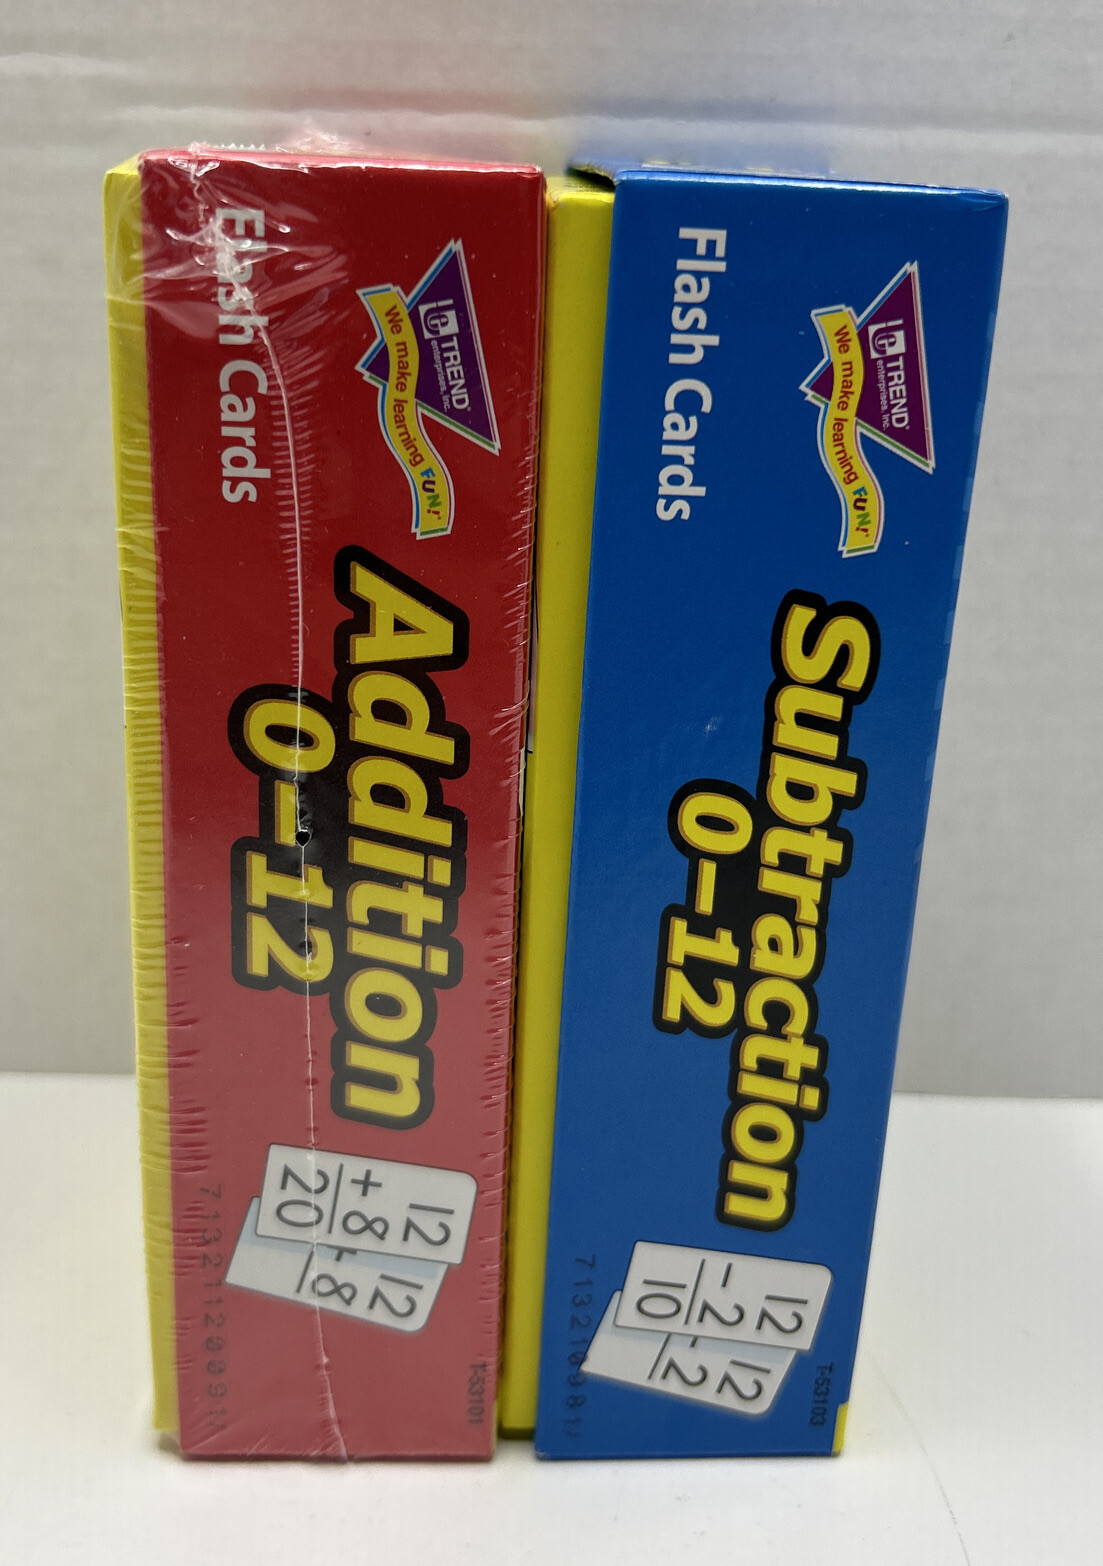 Flash Cards
TREND®
enterprises, Inc.
We make learning FUN!®
Addition
0-12
12
+ 8
20
12
+ 8
T-53101
Flash Cards
TREND®
enterprises, Inc.
We make learning FUN!®
Subtraction
0-12
12
- 2
10
12
- 2
T-53103